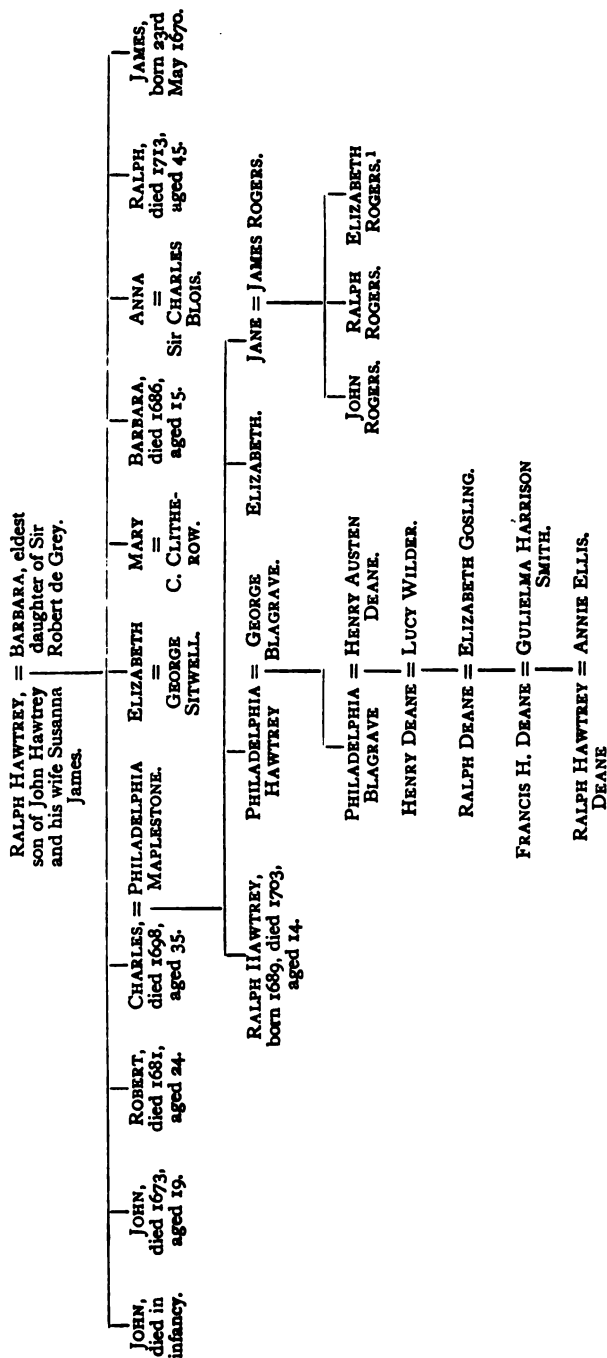 RALPH HAWTREY, = BARBARA, eldest
son of John Hawtrey daughter of Sir
and his wife Susanna Robert de Grey.
James.
JOHN,
died in
infancy.
JOHN,
died 1673,
aged 19.
ROBERT,
died 1681,
aged 24.
CHARLES, = PHILADELPHIA
died 1698, MAPLESTONE.
aged 35.
ELIZABETH
=
GEORGE
SITWELL.
MARY
=
C. CLITHE-
ROW.
BARBARA,
died 1686,
aged 15.
ANNA
=
Sir CHARLES
BLOIS.
RALPH,
died 1713,
aged 45.
JAMES,
born 23rd
May 1670.
RALPH HAWTREY,
born 1689, died 1703,
aged 14.
PHILADELPHIA = GEORGE
HAWTREY BLAGRAVE.
ELIZABETH.
JANE = JAMES ROGERS.
PHILADELPHIA = HENRY AUSTEN
BLAGRAVE DEANE.
JOHN
ROGERS.
RALPH
ROGERS.
ELIZABETH
ROGERS.¹
HENRY DEANE = LUCY WILDER.
RALPH DEANE = ELIZABETH GOSLING.
FRANCIS H. DEANE = GULIELMA HARRISON
SMITH.
RALPH HAWTREY = ANNIE ELLIS.
DEANE